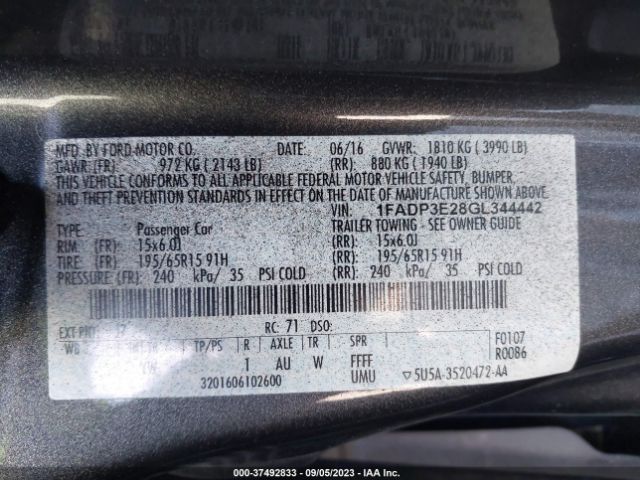 MFD. BY FORD MOTOR CO. DATE: 06/16 GVWR: 1810 KG ( 3990 LB)
GAWR (FR): 972 KG ( 2143 LB) (RR): 880 KG ( 1940 LB)
THIS VEHICLE CONFORMS TO ALL APPLICABLE FEDERAL MOTOR VEHICLE SAFETY, BUMPER,
AND THEFT PREVENTION STANDARDS IN EFFECT ON THE DATE OF MANUFACTURE SHOWN ABOVE.
VIN: 1FADP3E28GL344442
TYPE: Passenger Car TRAILER TOWING - SEE OWNER GUIDE
RIM (FR): 15x6.0J (RR): 15x6.0J
TIRE: (FR): 195/65R15 91H (RR): 195/65R15 91H
PRESSURE: (FR): 240 kPa/ 35 PSI COLD (RR): 240 kPa/ 35 PSI COLD
EXT PNT: RC: 71 DSO:
WB TP/PS R AXLE TR SPR F0107
1 AU W FFFF R0086
3201606102600 UMU ▽5U5A-3520472-AA
000-37492833 - 09/05/2023 - IAA Inc.